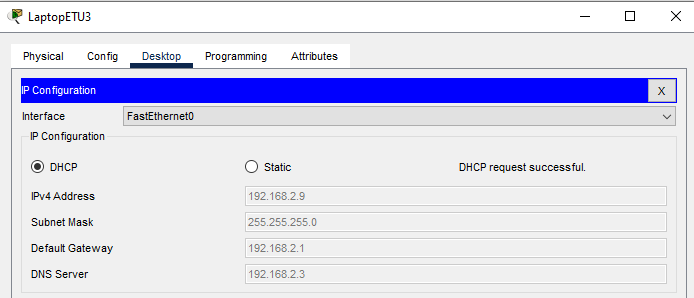 LaptopETU3
Physical Config Desktop Programming Attributes
IP Configuration X
Interface FastEthernet0
IP Configuration
DHCP Static DHCP request successful.
IPv4 Address 192.168.2.9
Subnet Mask 255.255.255.0
Default Gateway 192.168.2.1
DNS Server 192.168.2.3